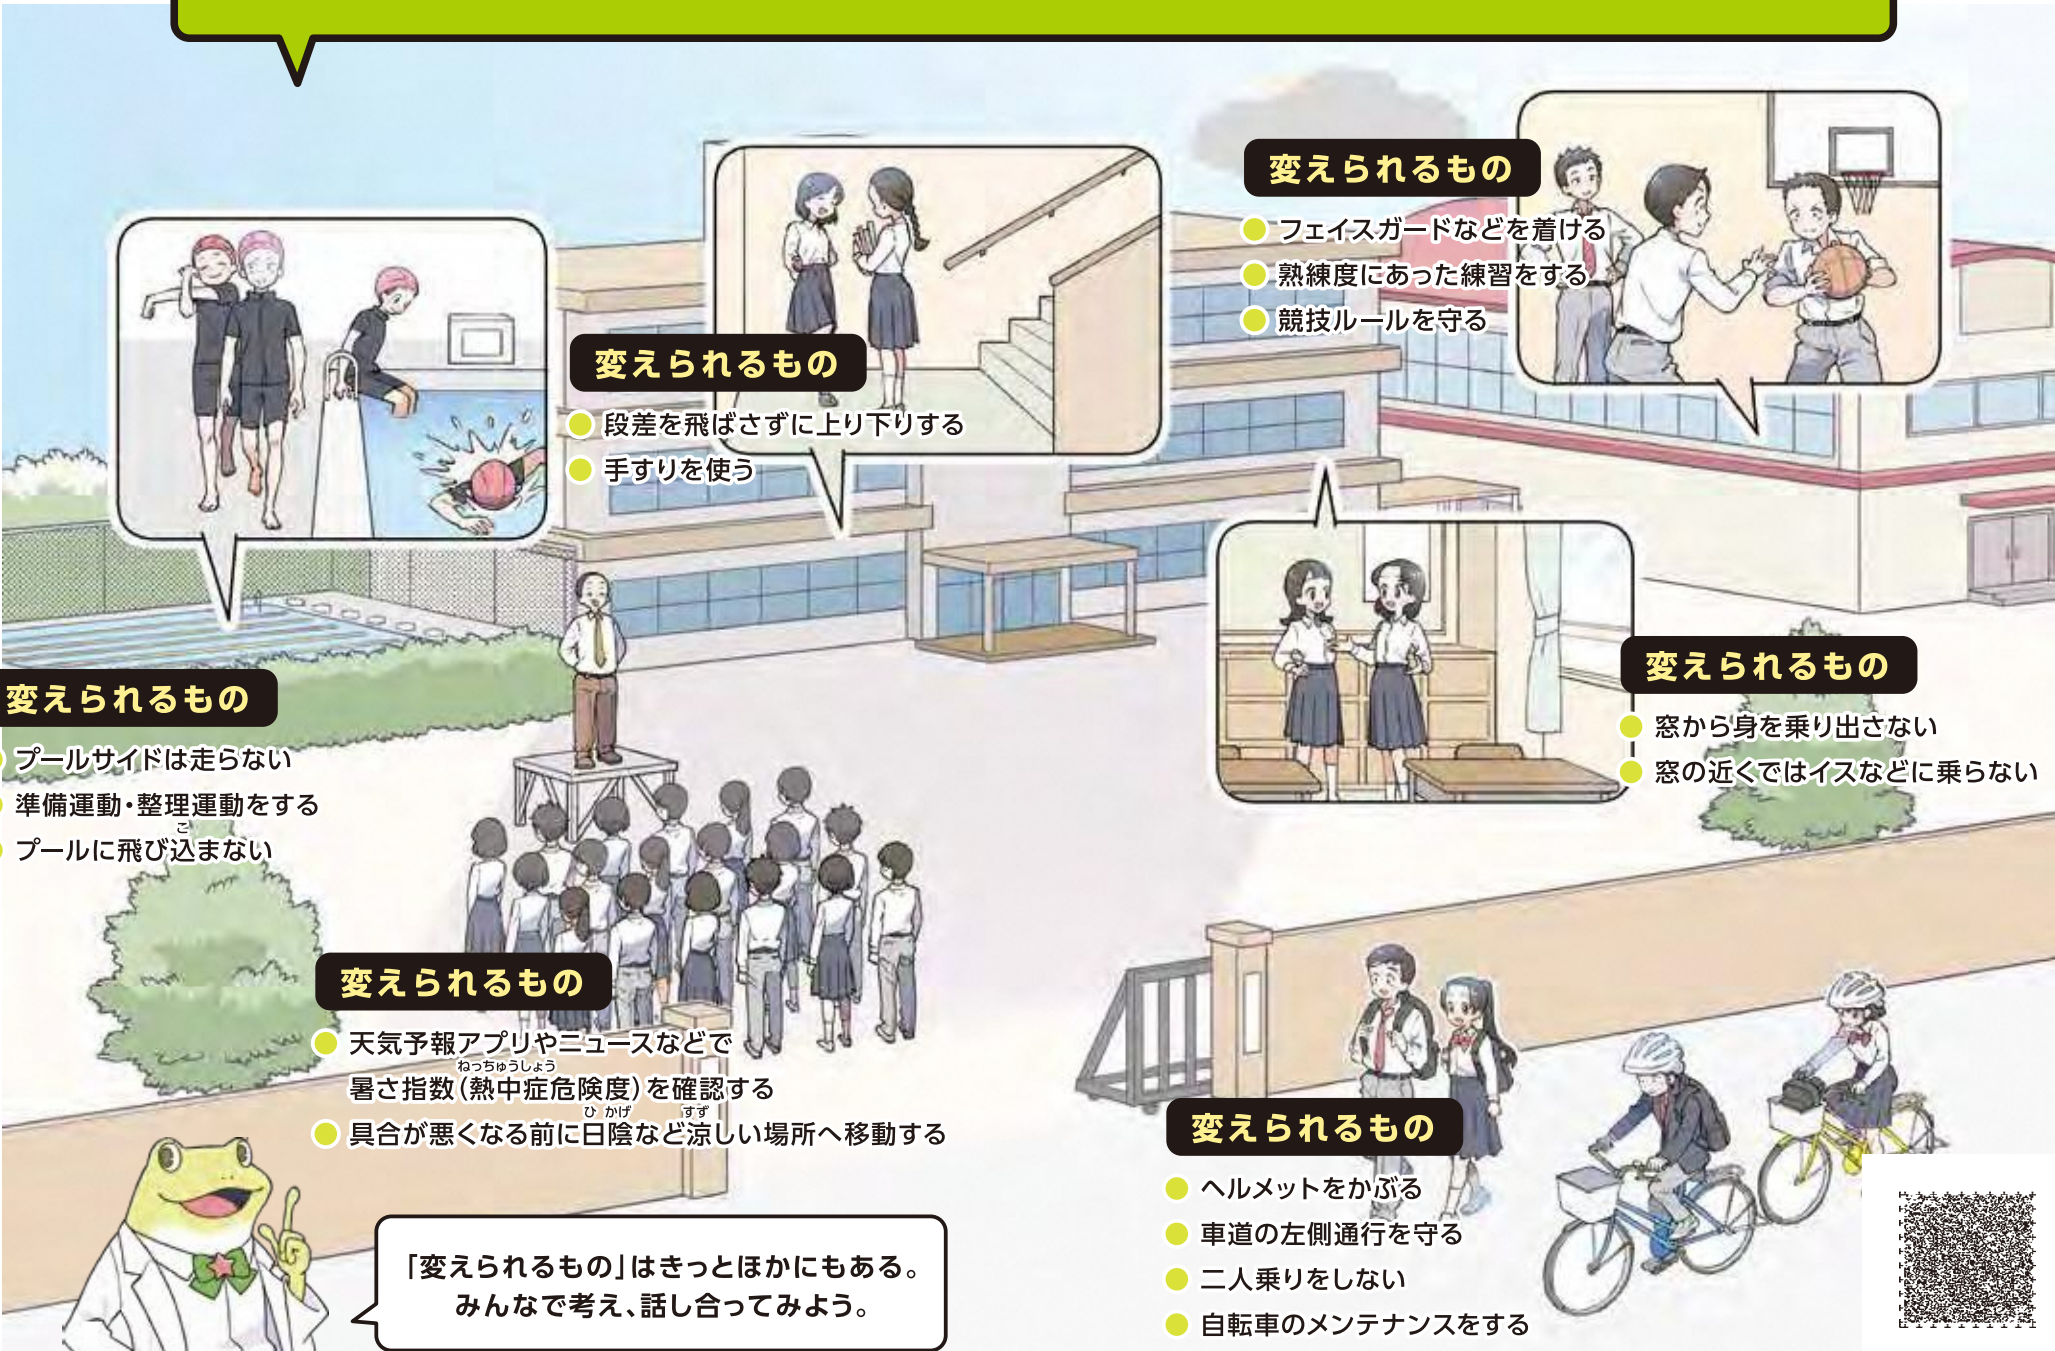 変えられるもの
フェイスガードなどを着ける
熟練度にあった練習をする
競技ルールを守る
変えられるもの
段差を飛ばさずに上り下りする
手すりを使う
変えられるもの
窓から身を乗り出さない
窓の近くではイスなどに乗らない
変えられるもの
プールサイドは走らない
準備運動・整理運動をする
こ
プールに飛び込まない
変えられるもの
天気予報アプリやニュースなどで
ねっちゅうしょう
暑さ指数(熱中症危険度)を確認する
ひ かげ すず
具合が悪くなる前に日陰など涼しい場所へ移動する
変えられるもの
ヘルメットをかぶる
車道の左側通行を守る
二人乗りをしない
自転車のメンテナンスをする
「変えられるもの」はきっとほかにもある。
みんなで考え、話し合ってみよう。